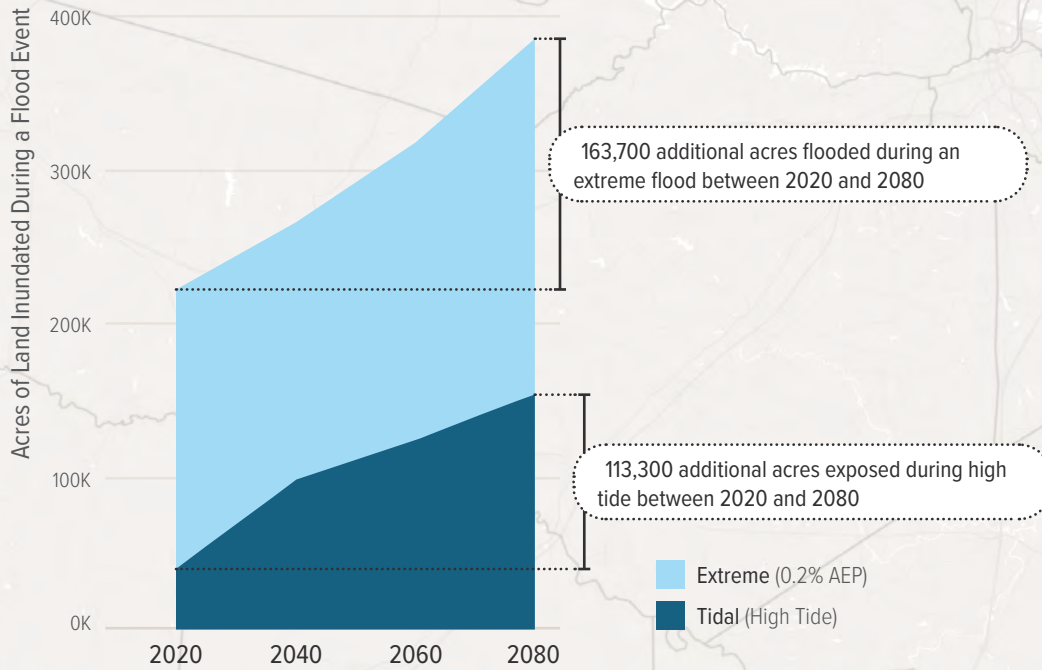 Acres of Land Inundated During a Flood Event
400K
300K
200K
100K
0K
2020 2040 2060 2080
163,700 additional acres flooded during an
extreme flood between 2020 and 2080
113,300 additional acres exposed during high
tide between 2020 and 2080
Extreme (0.2% AEP)
Tidal (High Tide)